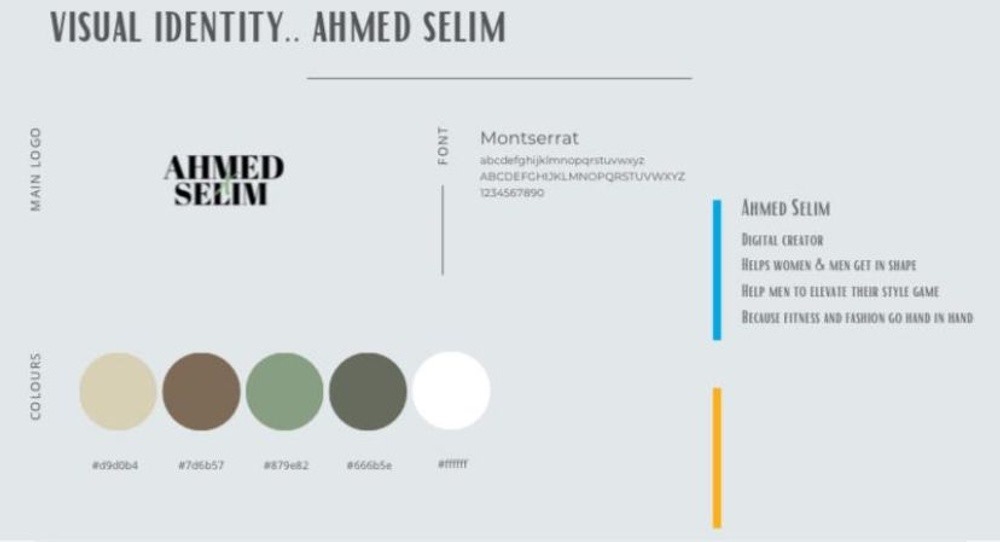 VISUAL IDENTITY.. AHMED SELIM
MAIN LOGO
AHMED
SELIM
FONT
Montserrat
abcdefghijklmnopqrstuvwxyz
ABCDEFGHIJKLMNOPQRSTUVWXYZ
1234567890
AHMED SELIM
DIGITAL CREATOR
HELPS WOMEN & MEN GET IN SHAPE
HELP MEN TO ELEVATE THEIR STYLE GAME
BECAUSE FITNESS AND FASHION GO HAND IN HAND
COLOURS
#d9d0b4 #7d6b57 #879e82 #666b5e #ffffff